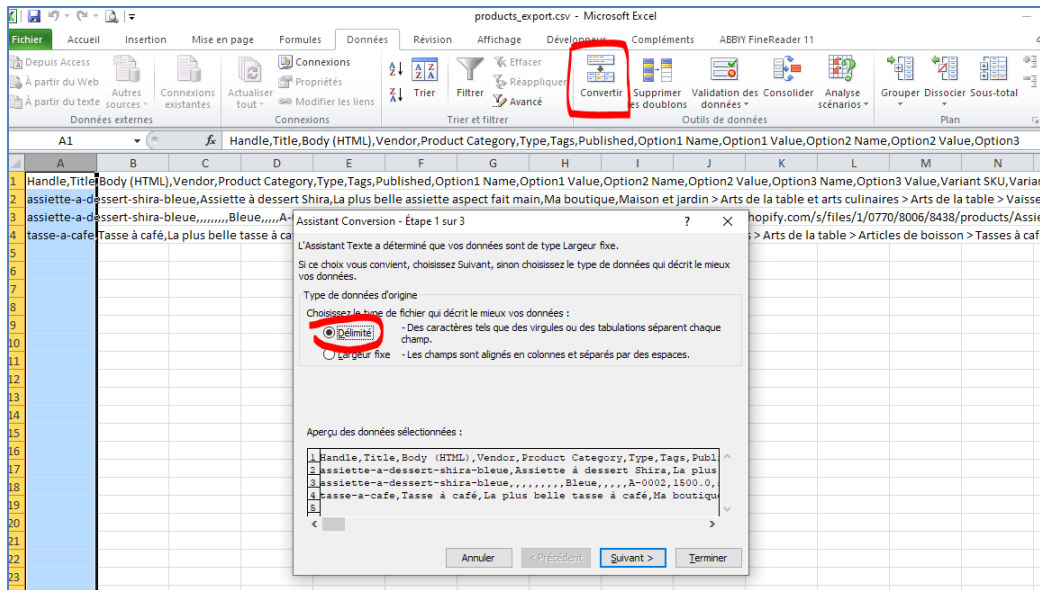 products_export.csv - Microsoft Excel
Fichier Accueil Insertion Mise en page Formules Données Révision Affichage Développeur Compléments ABBYY FineReader 11
Depuis Access
À partir du Web
À partir du texte
Autres sources
Connexions existantes
Données externes
Actualiser tout
Connexions
Propriétés
Modifier les liens
Connexions
Trier
Filtrer
Effacer
Réappliquer
Avancé
Trier et filtrer
Convertir
Supprimer les doublons
Validation des données
Consolider
Analyse scénarios
Outils de données
Grouper Dissocier Sous-total
Plan
A1 fx Handle,Title,Body (HTML),Vendor,Product Category,Type,Tags,Published,Option1 Name,Option1 Value,Option2 Name,Option2 Value,Option3
A B C D E F G H I J K L M N
1 Handle,Title,Body (HTML),Vendor,Product Category,Type,Tags,Published,Option1 Name,Option1 Value,Option2 Name,Option2 Value,Option3 Name,Option3 Value,Variant SKU,Varian
2 assiette-a-dessert-shira-bleue,Assiette à dessert Shira,La plus belle assiette aspect fait main,Ma boutique,Maison et jardin > Arts de la table et arts culinaires > Arts de la table > Vaisse
3 assiette-a-dessert-shira-bleue,,,,,,,,,Bleue,,,,,A- hopify.com/s/files/1/0770/8006/8438/products/Assie
4 tasse-a-cafe,Tasse à café,La plus belle tasse à ca s > Arts de la table > Articles de boisson > Tasses à caf
5
6
7
8
9
10
11
12
13
14
15
16
17
18
19
20
21
22
23
Assistant Conversion - Étape 1 sur 3 ? ×
L'Assistant Texte a déterminé que vos données sont de type Largeur fixe.
Si ce choix vous convient, choisissez Suivant, sinon choisissez le type de données qui décrit le mieux
vos données.
Type de données d'origine
Choisissez le type de fichier qui décrit le mieux vos données :
Délimité - Des caractères tels que des virgules ou des tabulations séparent chaque
champ.
Largeur fixe - Les champs sont alignés en colonnes et séparés par des espaces.
Aperçu des données sélectionnées :
1 Handle,Title,Body (HTML),Vendor,Product Category,Type,Tags,Publ
2 assiette-a-dessert-shira-bleue,Assiette à dessert Shira,La plus
3 assiette-a-dessert-shira-bleue,,,,,,,,,Bleue,,,,,A-0002,1500.0,
4 tasse-a-cafe,Tasse à café,La plus belle tasse à café,Ma boutiqu
5
Annuler < Précédent Suivant > Terminer